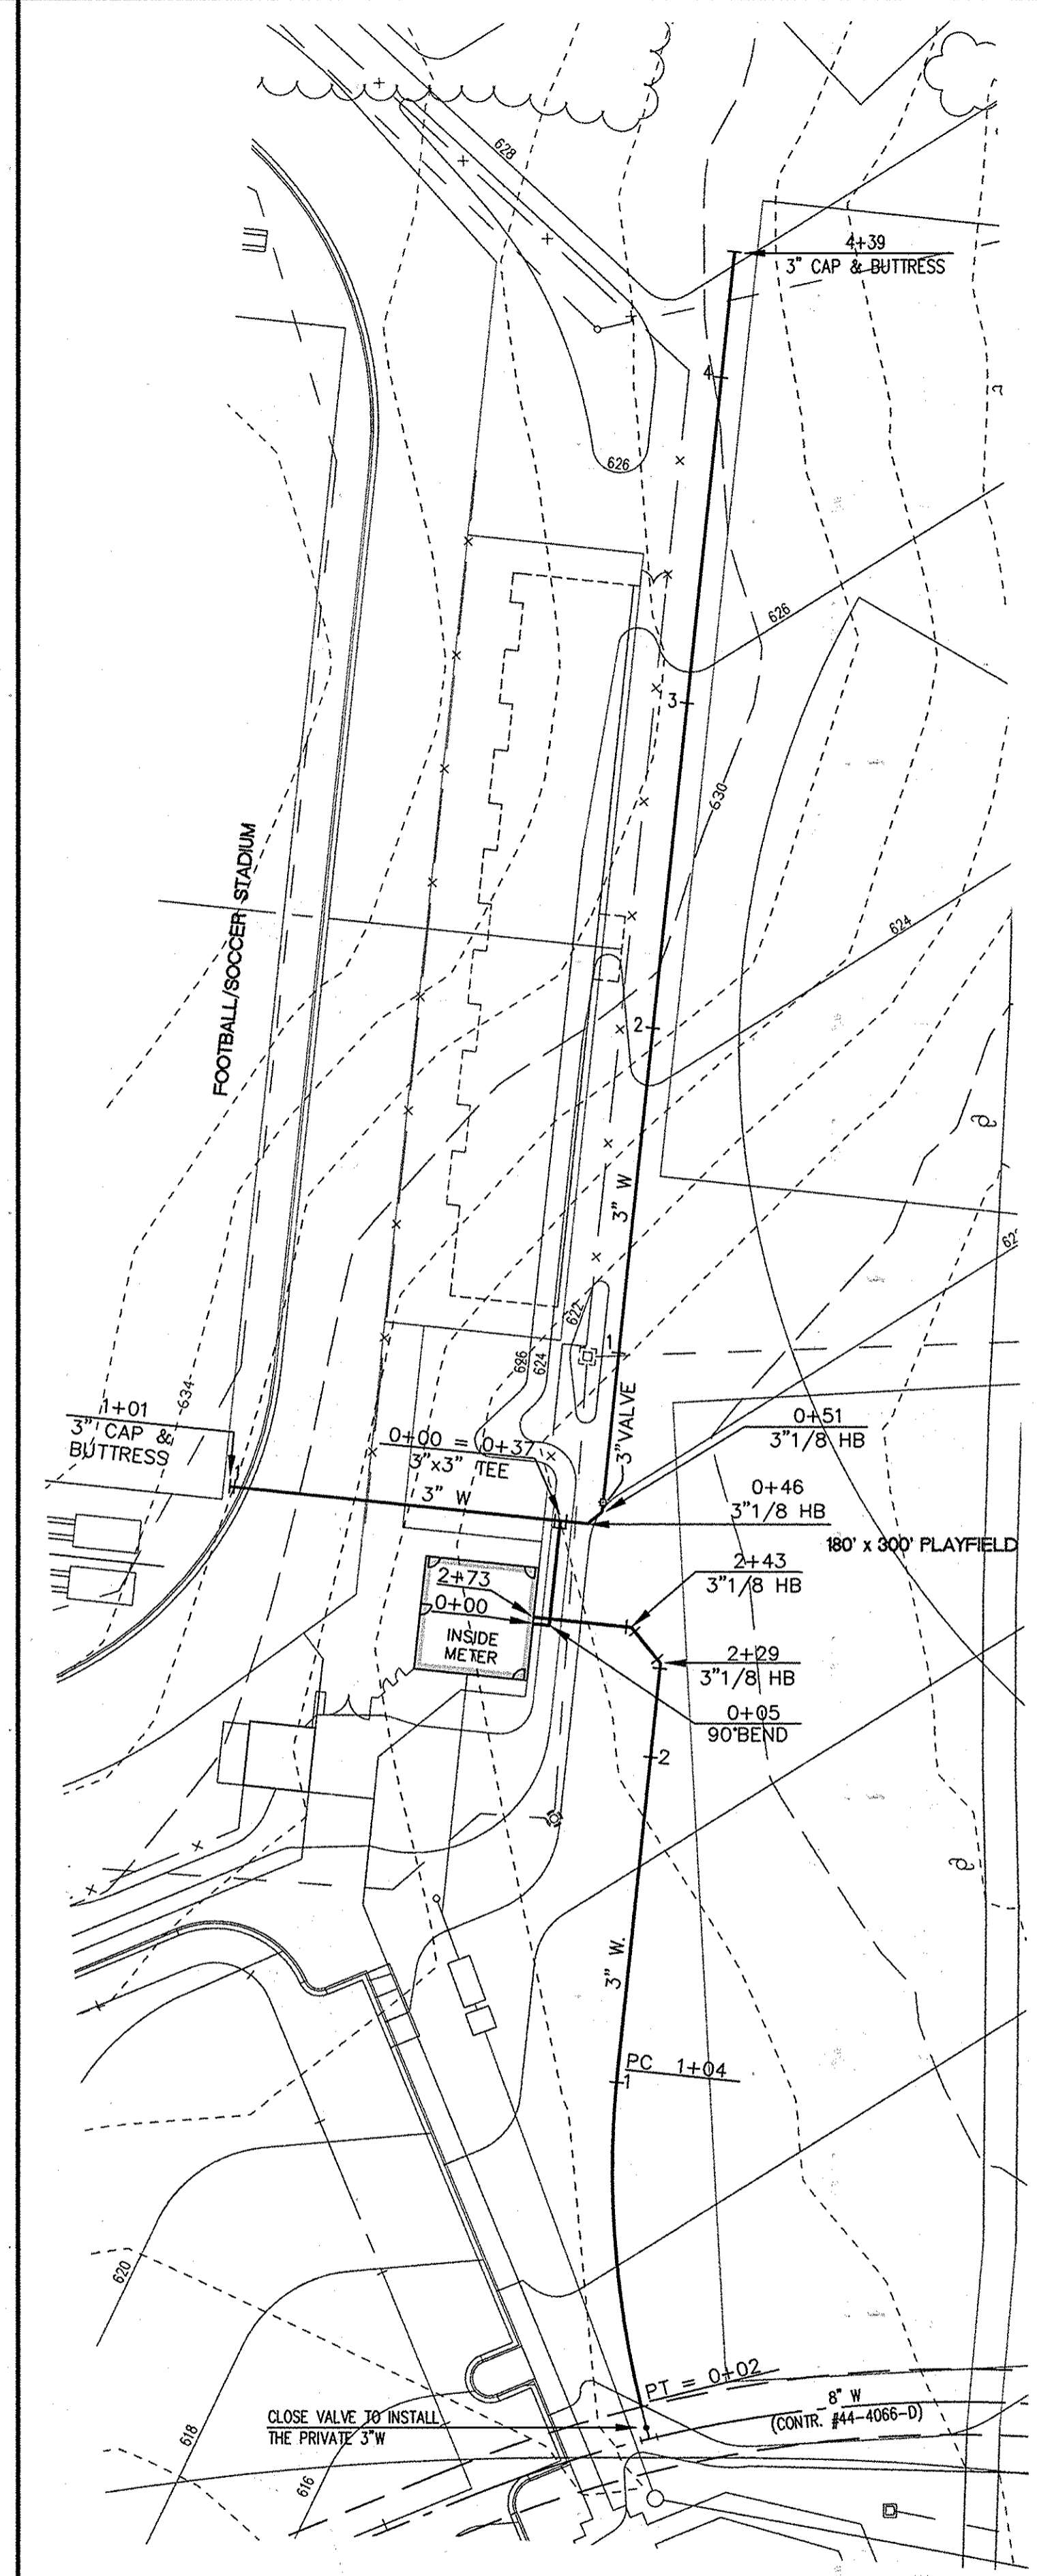 628
4+39
3" CAP & BUTTRESS
4
626
626
3
630
FOOTBALL/SOCCER STADIUM
624
2
3" W
622
1
626
624
634
1+01
3" CAP &
BUTTRESS
1
0+00 = 0+37
3"x3" TEE
3" W
3" VALVE
0+51
3"1/8 HB
0+46
3"1/8 HB
180' x 300' PLAYFIELD
2+43
3"1/8 HB
2+73
0+00
INSIDE
METER
2+29
3"1/8 HB
0+05
90°BEND
2
3" W.
PC 1+04
1
620
618
616
PT = 0+02
8" W
(CONTR. #44-4066-D)
CLOSE VALVE TO INSTALL
THE PRIVATE 3"W